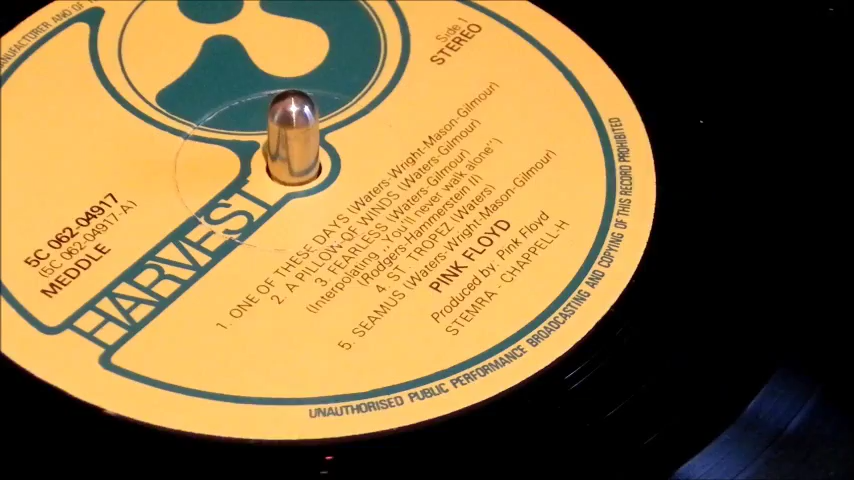 MANUFACTURER AND OF
Side 1
STEREO
5C 062-04917
(5C 062-04917-A)
MEDDLE
HARVEST
1. ONE OF THESE DAYS (Waters-Wright-Mason-Gilmour)
2. A PILLOW OF WINDS (Waters-Gilmour)
3. FEARLESS (Waters-Gilmour)
(Interpolating ,,You'll never walk alone'')
(Rodgers-Hammerstein II)
4. ST. TROPEZ (Waters)
5. SEAMUS (Waters-Wright-Mason-Gilmour)
PINK FLOYD
Produced by: Pink Floyd
STEMRA - CHAPPELL-H
UNAUTHORISED PUBLIC PERFORMANCE BROADCASTING AND COPYING OF THIS RECORD PROHIBITED